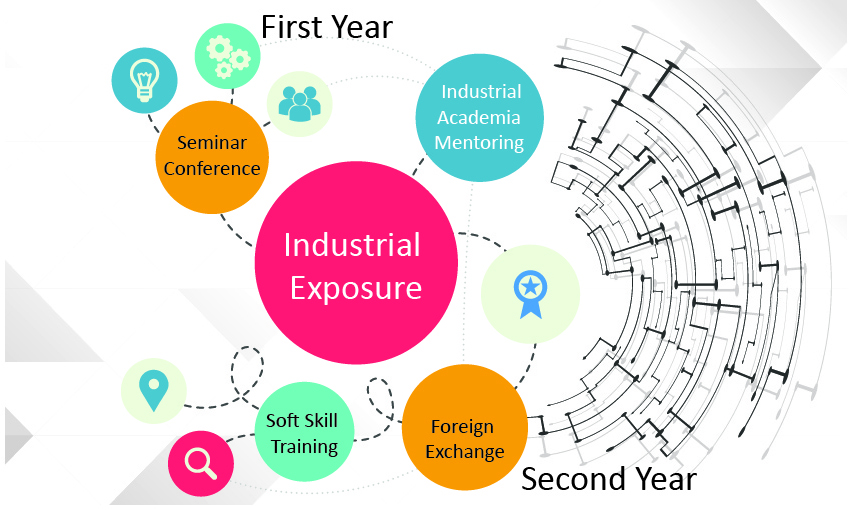 First Year
Industrial
Academia
Mentoring
Seminar
Conference
Industrial
Exposure
Soft Skill
Training
Foreign
Exchange
Second Year